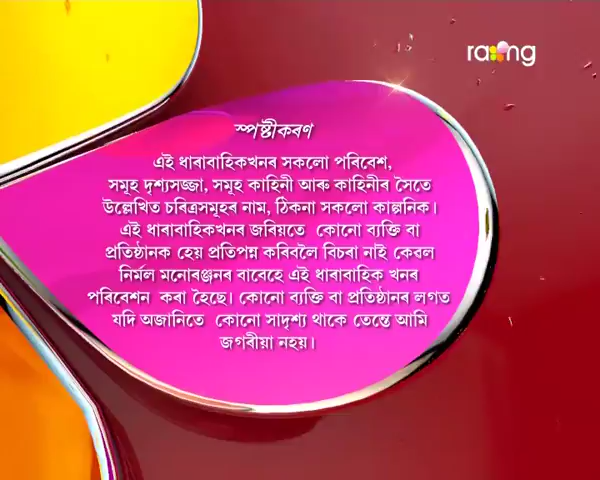 rang
স্পষ্টীকৰণ
এই ধাৰাবাহিকখনৰ সকলো পৰিবেশ,
সমূহ দৃশ্যসজ্জা, সমূহ কাহিনী আৰু কাহিনীৰ সৈতে
উল্লেখিত চৰিত্ৰসমূহৰ নাম, ঠিকনা সকলো কাল্পনিক।
এই ধাৰাবাহিকখনৰ জৰিয়তে কোনো ব্যক্তি বা
প্ৰতিষ্ঠানক হেয় প্ৰতিপন্ন কৰিবলৈ বিচৰা নাই কেৱল
নিৰ্মল মনোৰঞ্জনৰ বাবেহে এই ধাৰাবাহিক খনৰ
পৰিবেশন কৰা হৈছে। কোনো ব্যক্তি বা প্ৰতিষ্ঠানৰ লগত
যদি অজানিতে কোনো সাদৃশ্য থাকে তেন্তে আমি
জগৰীয়া নহয়।